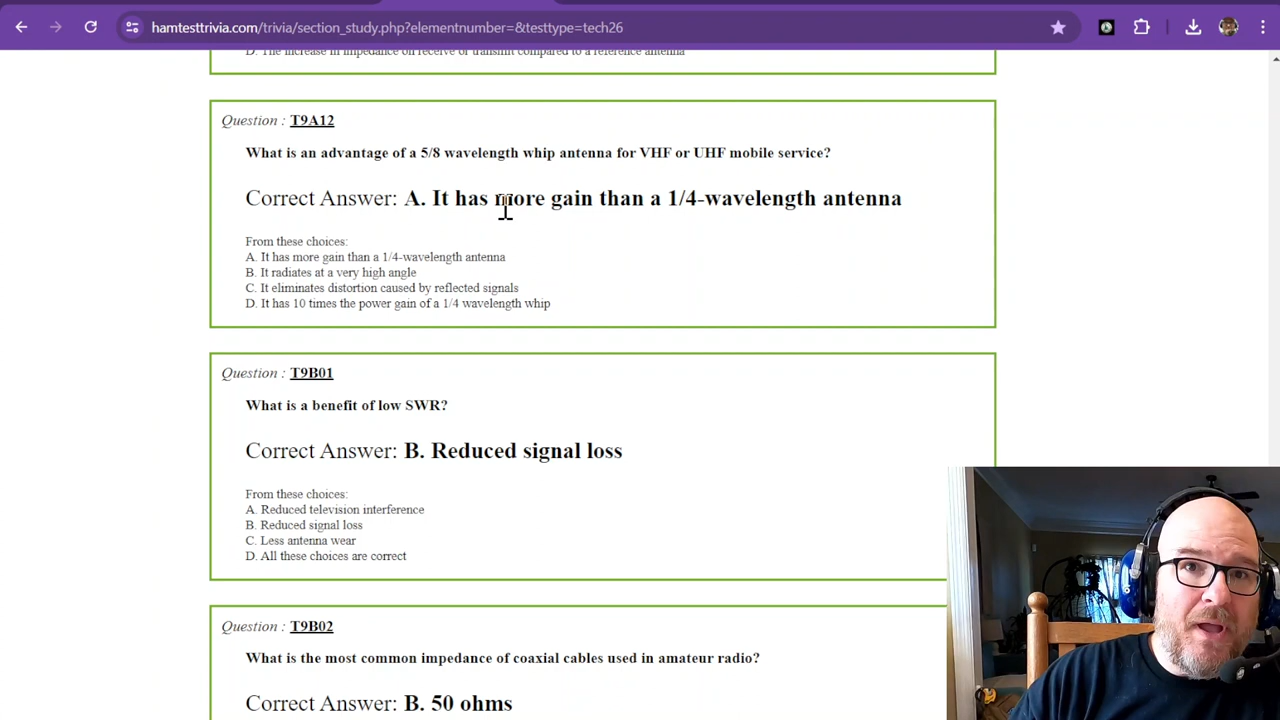 hamtesttrivia.com/trivia/section_study.php?elementnumber=&testtype=tech26
D. The increase in impedance on receive or transmit compared to a reference antenna
Question : T9A12
What is an advantage of a 5/8 wavelength whip antenna for VHF or UHF mobile service?
Correct Answer: A. It has more gain than a 1/4-wavelength antenna
From these choices:
A. It has more gain than a 1/4-wavelength antenna
B. It radiates at a very high angle
C. It eliminates distortion caused by reflected signals
D. It has 10 times the power gain of a 1/4 wavelength whip
Question : T9B01
What is a benefit of low SWR?
Correct Answer: B. Reduced signal loss
From these choices:
A. Reduced television interference
B. Reduced signal loss
C. Less antenna wear
D. All these choices are correct
Question : T9B02
What is the most common impedance of coaxial cables used in amateur radio?
Correct Answer: B. 50 ohms